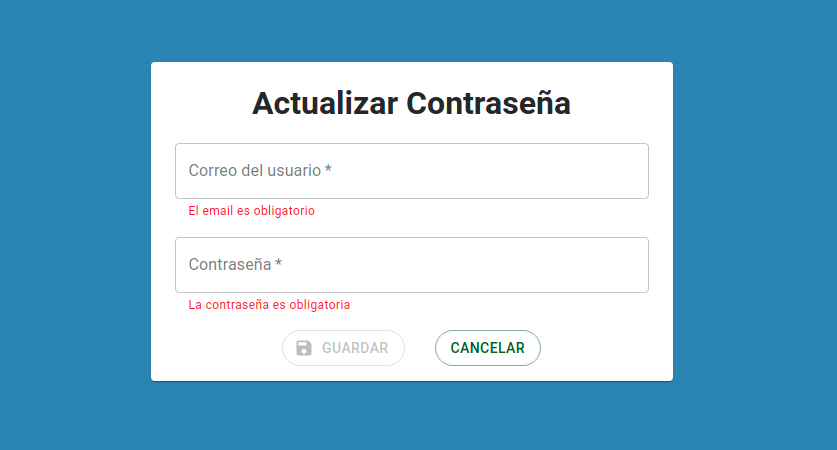 Actualizar Contraseña
Correo del usuario *
El email es obligatorio
Contraseña *
La contraseña es obligatoria
GUARDAR
CANCELAR